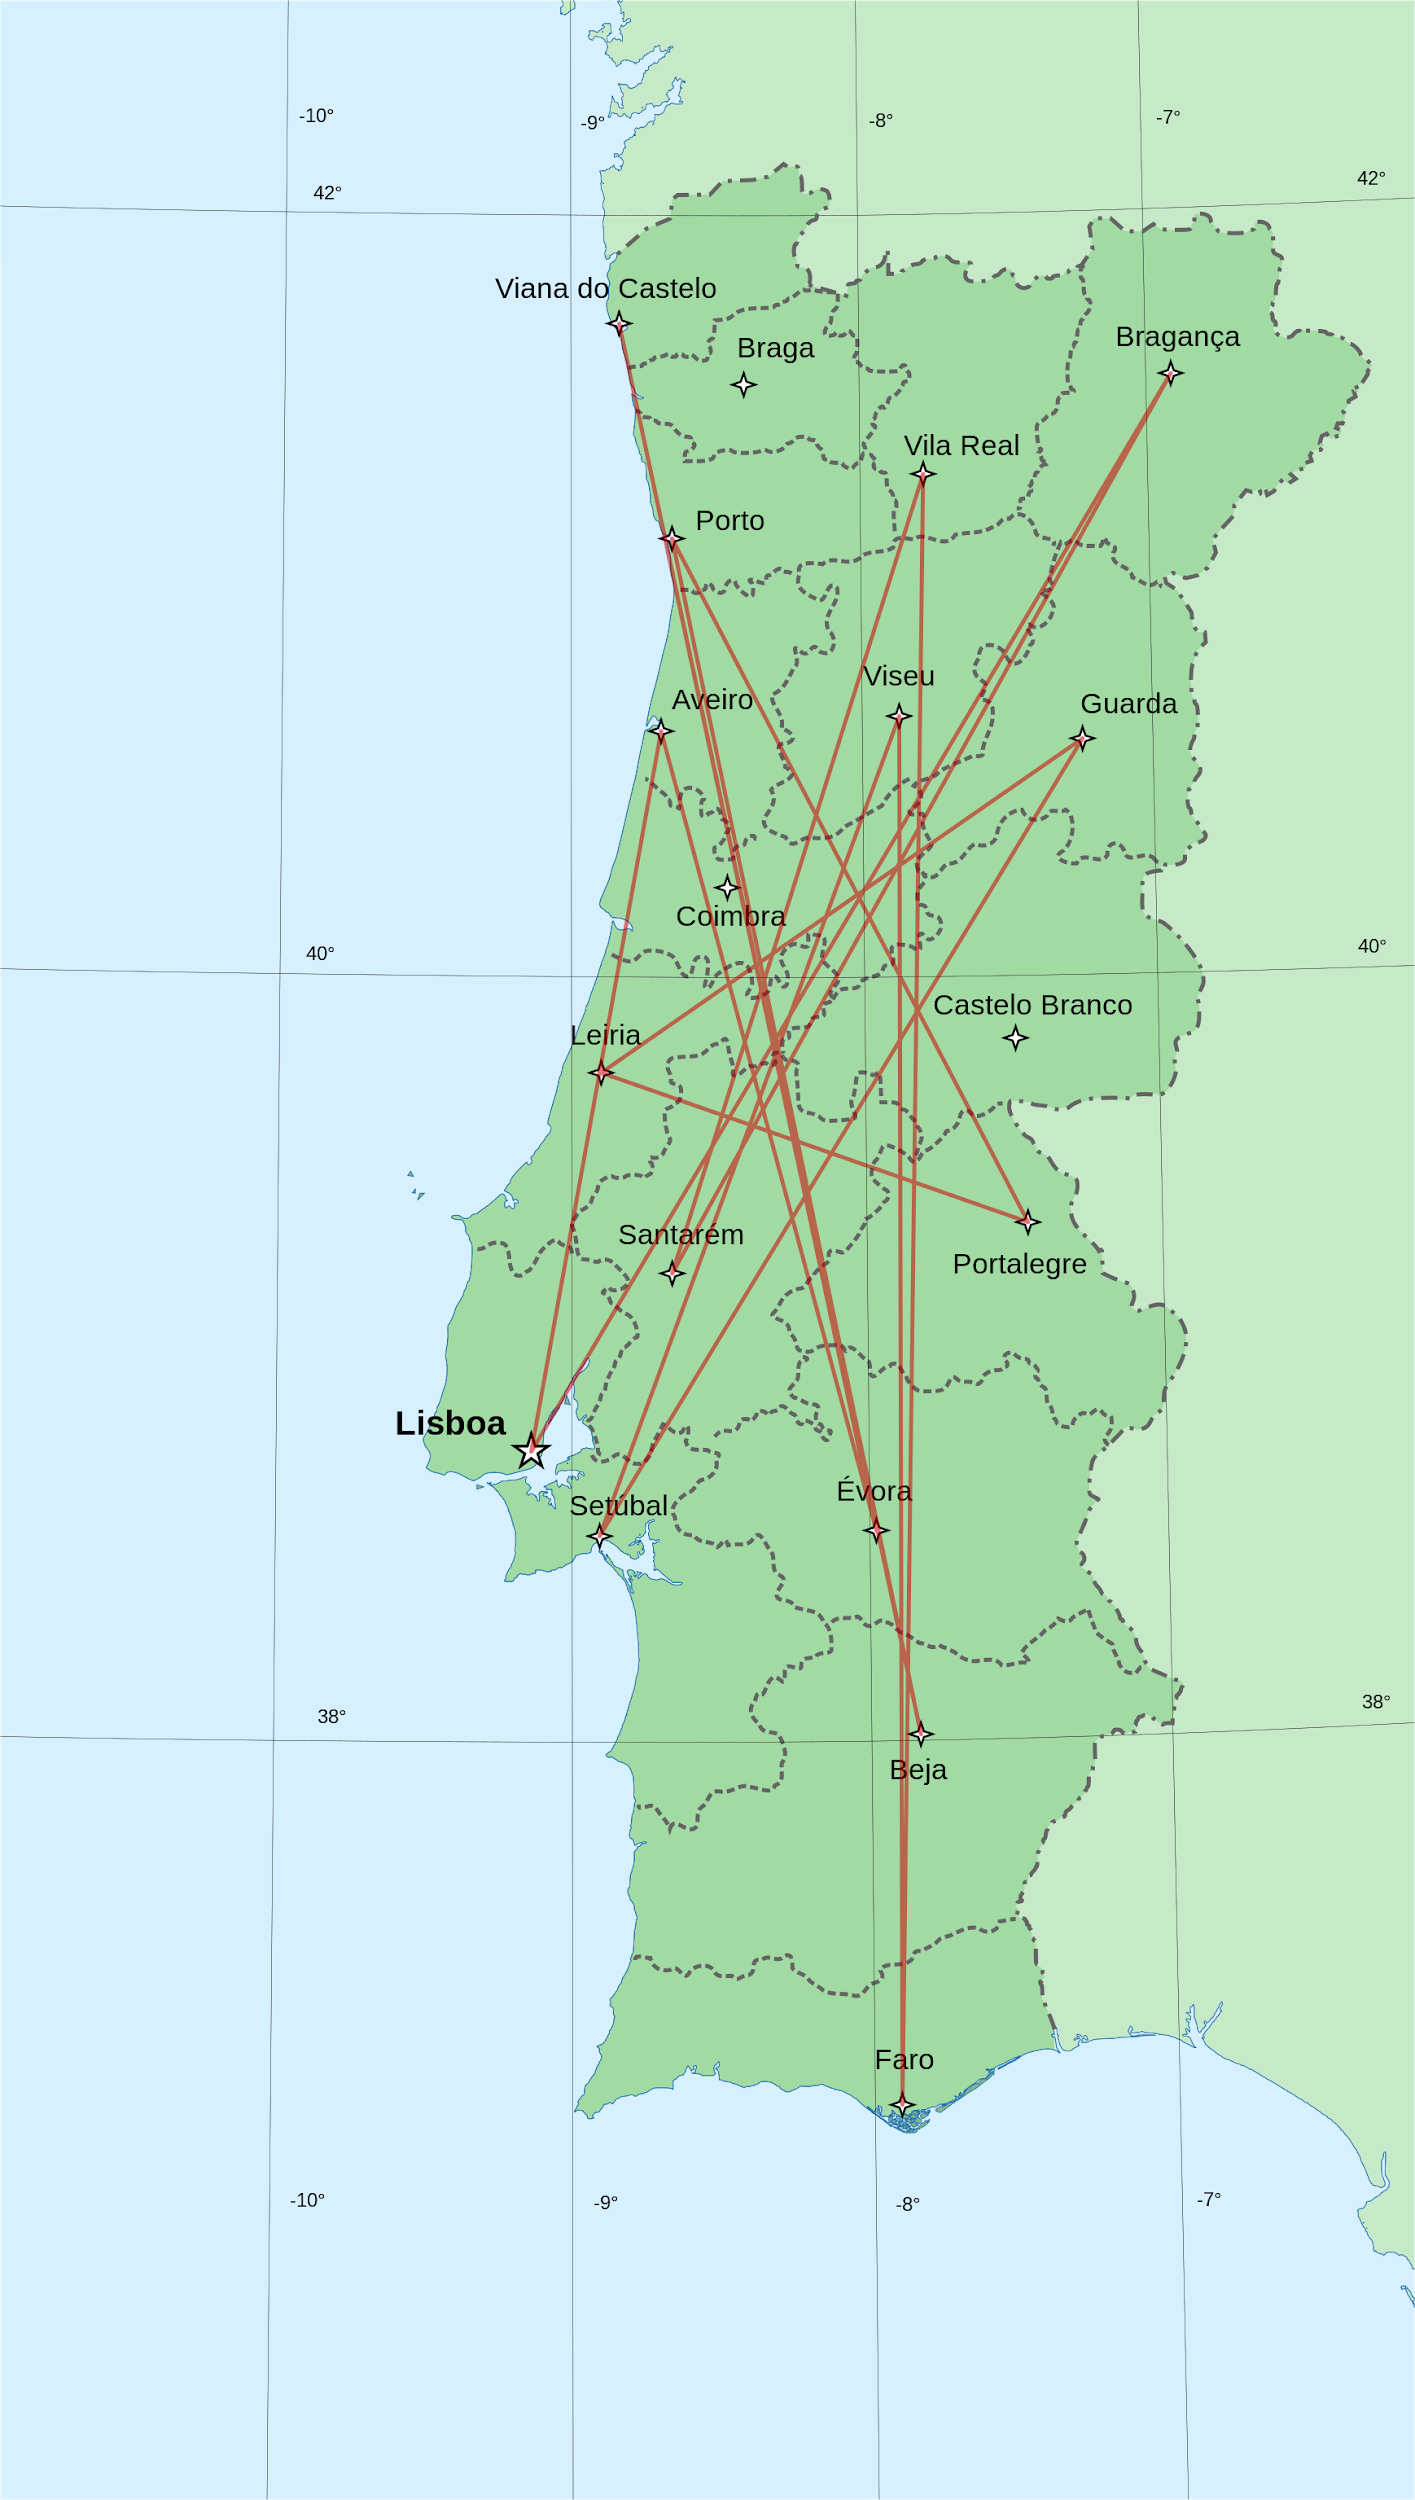 -10°
-9°
-8°
-7°
42°
42°
Viana do Castelo
Bragança
Braga
Vila Real
Porto
Viseu
Aveiro
Guarda
Coimbra
40°
40°
Castelo Branco
Leiria
Santarém
Portalegre
Lisboa
Évora
Setúbal
38°
38°
Beja
Faro
-10°
-9°
-8°
-7°